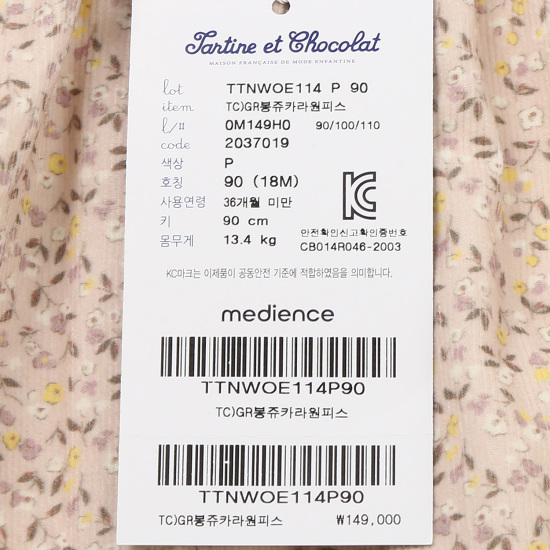 Tartine et Chocolat
MAISON FRANÇAISE DE MODE ENFANTINE
lot TTNWOE114 P 90
item TC)GR봉쥬카라원피스
l/# 0M149H0 90/100/110
code 2037019
색상 P
호칭 90 (18M)
사용연령 36개월 미만
키 90 cm
몸무게 13.4 kg
안전확인신고확인증번호
CB014R046-2003
KC마크는 이제품이 공동안전 기준에 적합하였음을 의미합니다.
medience
TTNWOE114P90
TC)GR봉쥬카라원피스
TTNWOE114P90
TC)GR봉쥬카라원피스 ₩149,000